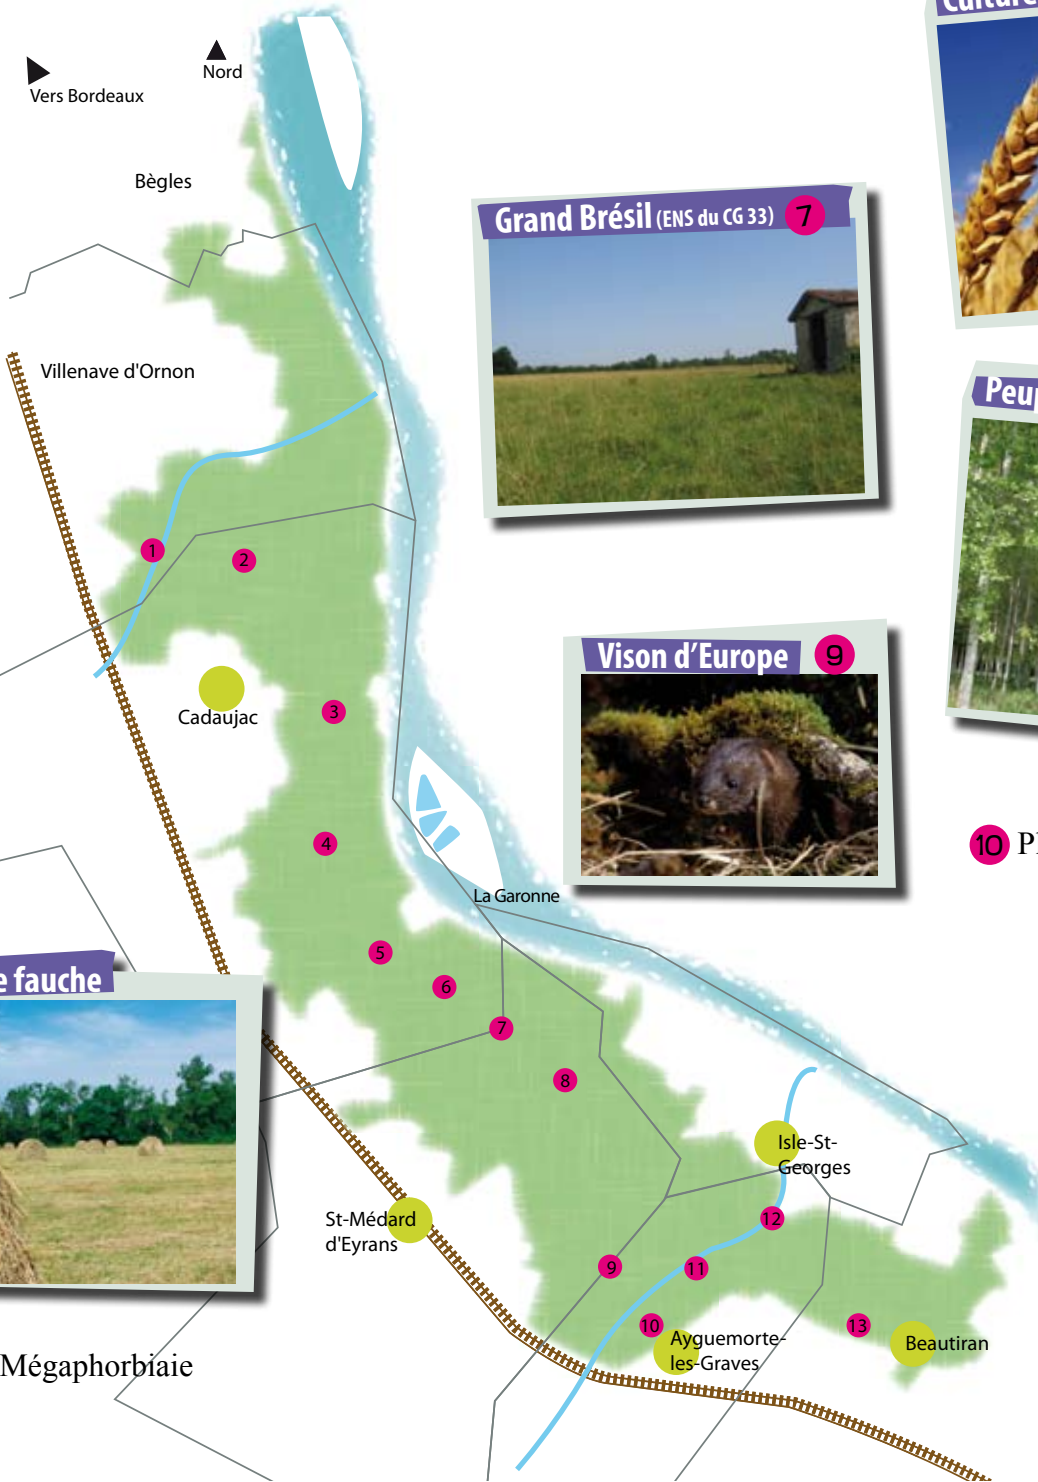 Nord
Vers Bordeaux
Bègles
Grand Brésil (ENS du CG 33) 7
Villenave d'Ornon
1
2
Vison d'Europe 9
Cadaujac
3
4
10
La Garonne
5
e fauche
6
7
8
Isle-St-
Georges
St-Médard
d'Eyrans
12
9
11
10
13
Ayguemorte-
les-Graves
Beautiran
Mégaphorbiaie